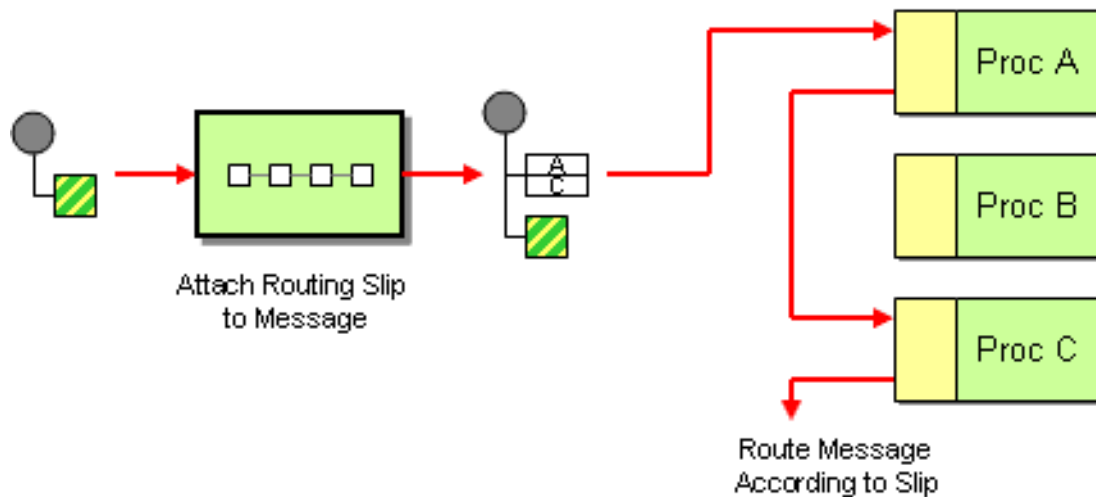 Proc A
A
C
Proc B
Attach Routing Slip
to Message
Proc C
Route Message
According to Slip